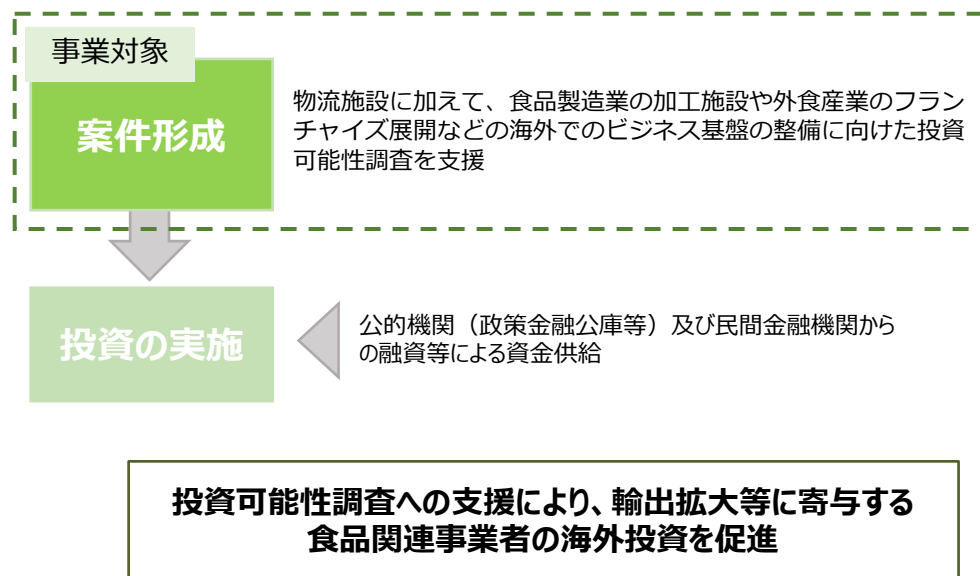 事業対象
案件形成
物流施設に加えて、食品製造業の加工施設や外食産業のフラン
チャイズ展開などの海外でのビジネス基盤の整備に向けた投資
可能性調査を支援
投資の実施
公的機関（政策金融公庫等）及び民間金融機関から
の融資等による資金供給
投資可能性調査への支援により、輸出拡大等に寄与する
食品関連事業者の海外投資を促進